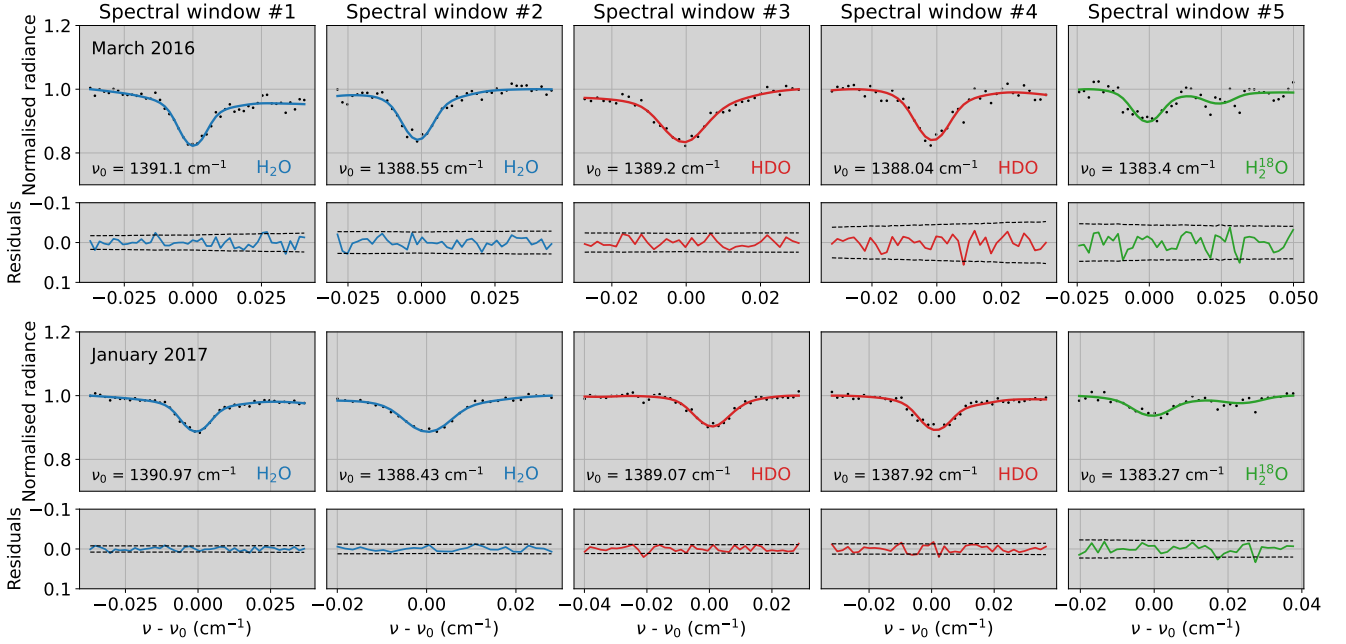 Spectral window #1 Spectral window #2 Spectral window #3 Spectral window #4 Spectral window #5
Normalised radiance
1.2
1.0
0.8
March 2016
ν₀ = 1391.1 cm⁻¹ H₂O
ν₀ = 1388.55 cm⁻¹ H₂O
ν₀ = 1389.2 cm⁻¹ HDO
ν₀ = 1388.04 cm⁻¹ HDO
ν₀ = 1383.4 cm⁻¹ H₂¹⁸O
Residuals
−0.1
0.0
0.1
−0.025 0.000 0.025
−0.025 0.000 0.025
−0.02 0.00 0.02
−0.02 0.00 0.02
−0.025 0.000 0.025 0.050
Normalised radiance
1.2
1.0
0.8
January 2017
ν₀ = 1390.97 cm⁻¹ H₂O
ν₀ = 1388.43 cm⁻¹ H₂O
ν₀ = 1389.07 cm⁻¹ HDO
ν₀ = 1387.92 cm⁻¹ HDO
ν₀ = 1383.27 cm⁻¹ H₂¹⁸O
Residuals
−0.1
0.0
0.1
−0.025 0.000 0.025
−0.02 0.00 0.02
−0.04 −0.02 0.00 0.02
−0.02 0.00 0.02
−0.02 0.00 0.02 0.04
ν - ν₀ (cm⁻¹) ν - ν₀ (cm⁻¹) ν - ν₀ (cm⁻¹) ν - ν₀ (cm⁻¹) ν - ν₀ (cm⁻¹)